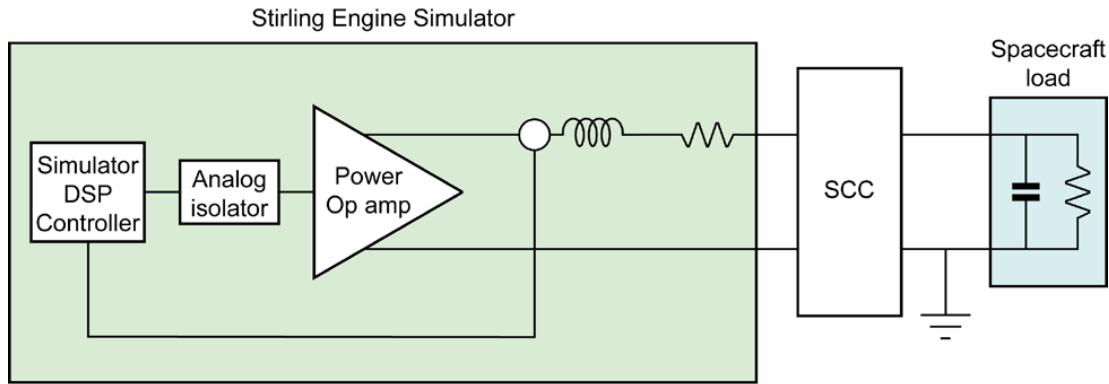 Stirling Engine Simulator
Spacecraft
load
Simulator
DSP
Controller
Analog
isolator
Power
Op amp
SCC